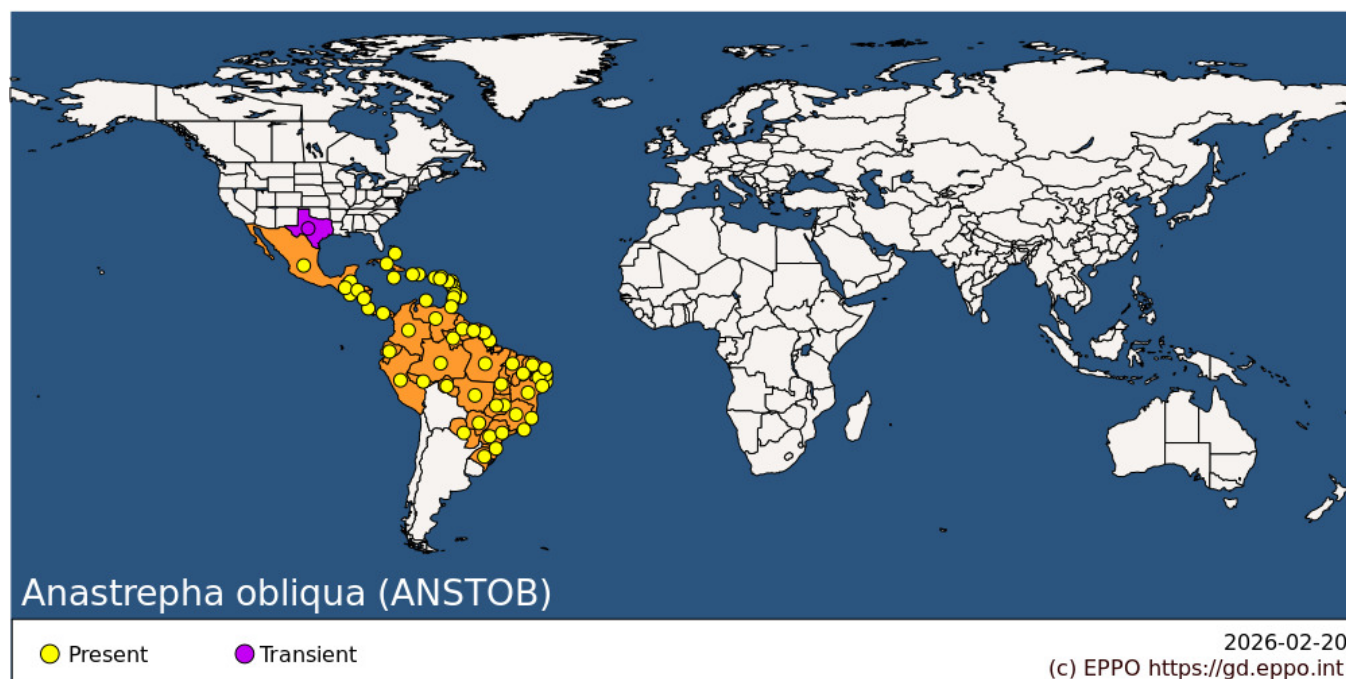 Anastrepha obliqua (ANSTOB)
Present
Transient
2026-02-20
(c) EPPO https://gd.eppo.int